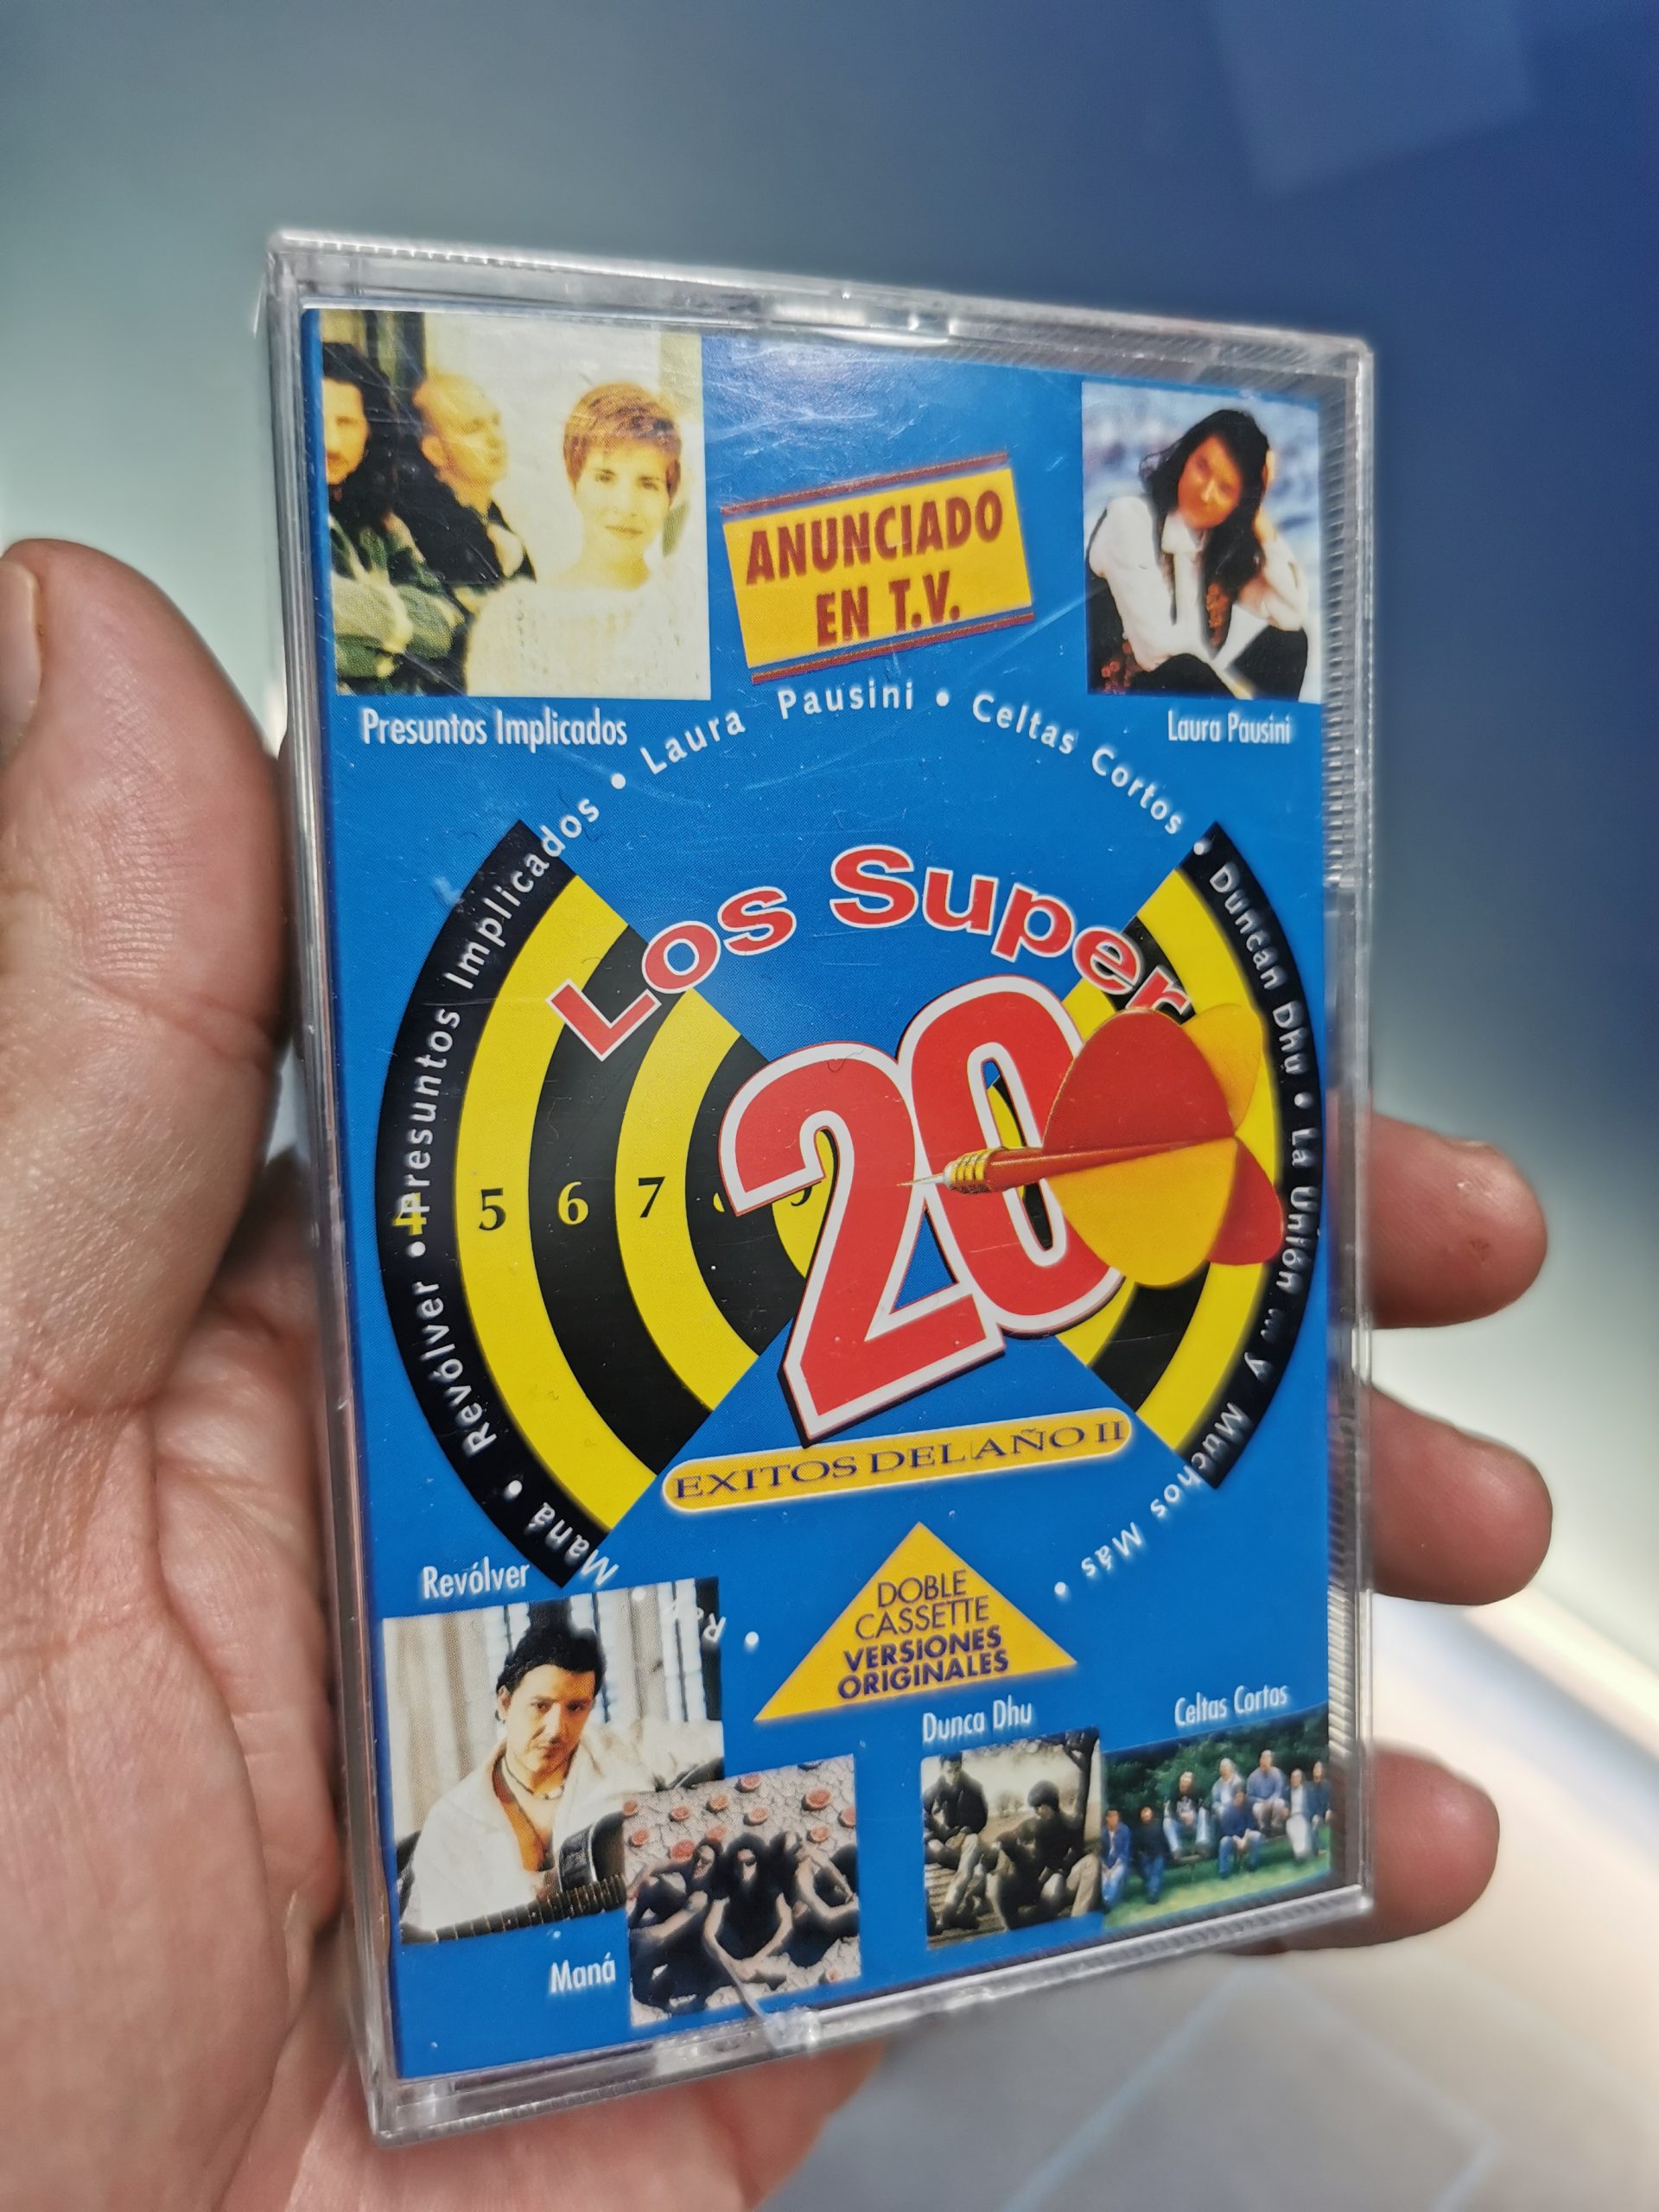 ANUNCIADO
EN T.V.
Presuntos Implicados
Laura Pausini
Maná • Revólver • Presuntos Implicados • Laura Pausini • Celtas Cortos • Duncan Dhu • La Unión ... y Muchos Más •
Los Super
20
4 5 6 7
EXITOS DEL AÑO II
DOBLE
CASSETTE
VERSIONES
ORIGINALES
Revólver
Dunca Dhu
Celtas Cortos
Maná